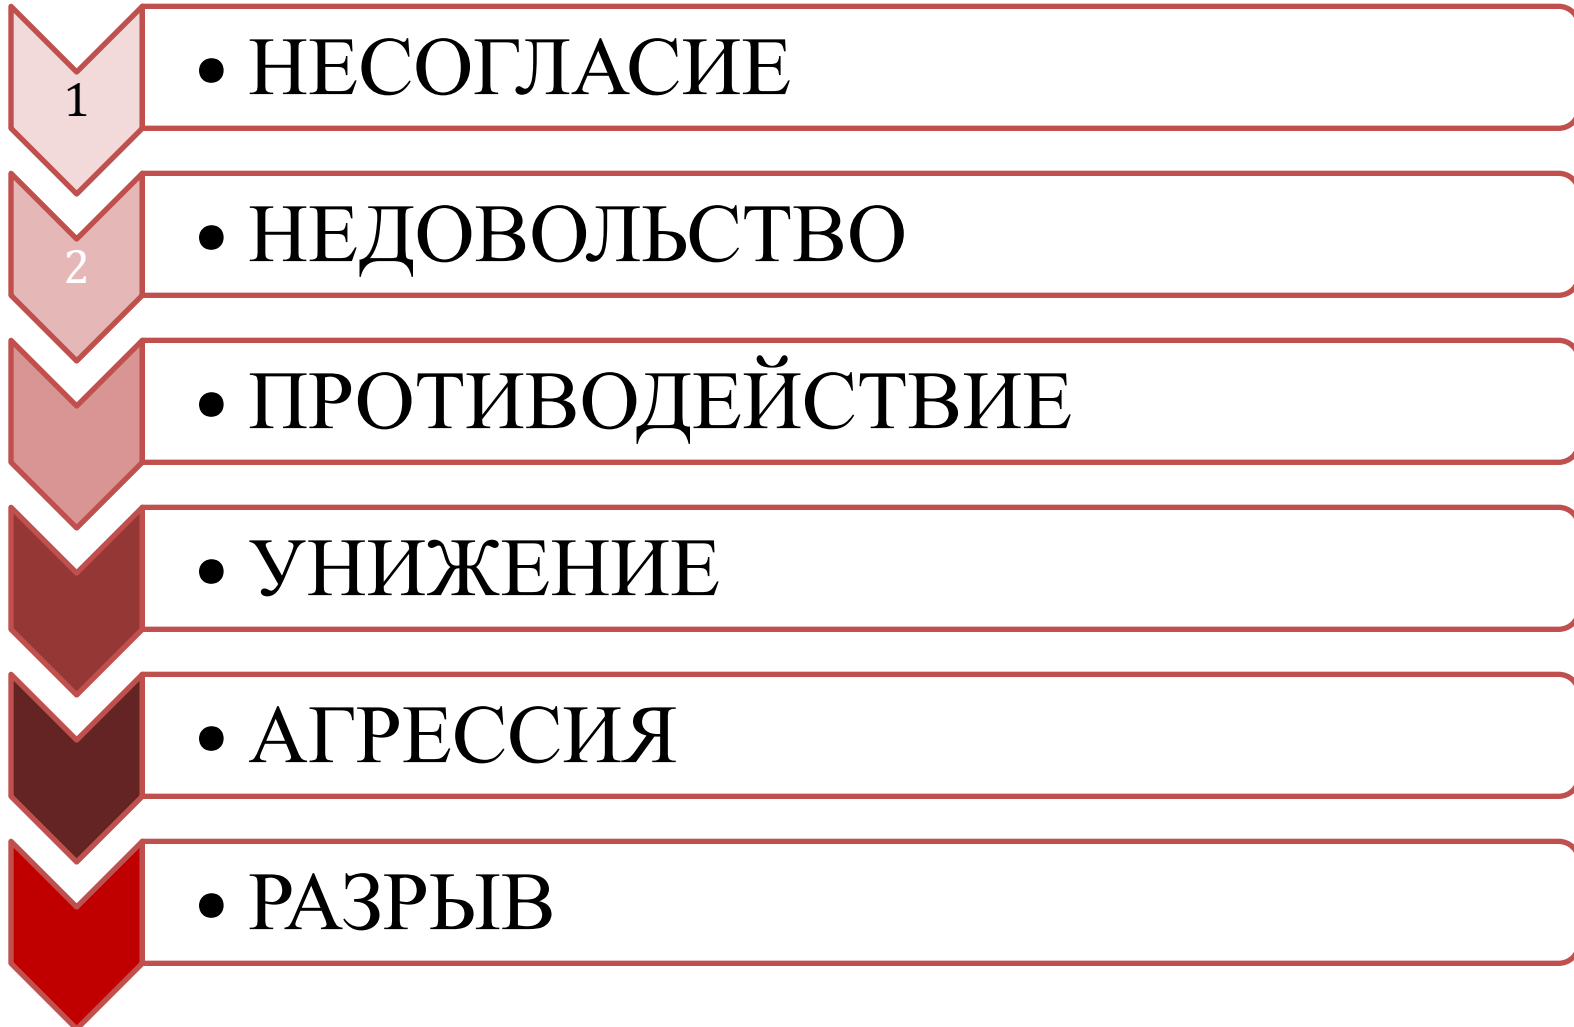 1
• НЕСОГЛАСИЕ
2
• НЕДОВОЛЬСТВО
• ПРОТИВОДЕЙСТВИЕ
• УНИЖЕНИЕ
• АГРЕССИЯ
• РАЗРЫВ